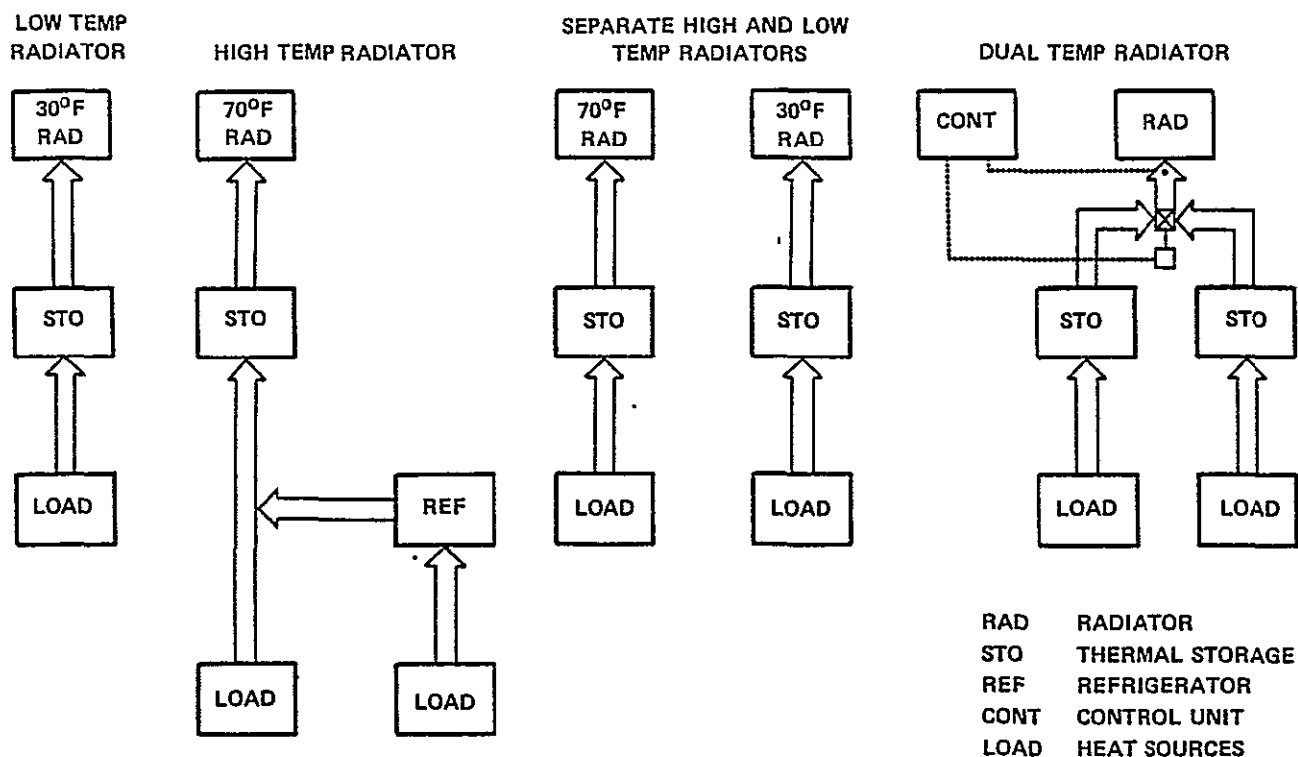 LOW TEMP
RADIATOR
HIGH TEMP RADIATOR
SEPARATE HIGH AND LOW
TEMP RADIATORS
DUAL TEMP RADIATOR
30°F
RAD
70°F
RAD
70°F
RAD
30°F
RAD
CONT
RAD
STO
STO
STO
STO
STO
STO
LOAD
REF
LOAD
LOAD
LOAD
LOAD
LOAD
LOAD
RAD RADIATOR
STO THERMAL STORAGE
REF REFRIGERATOR
CONT CONTROL UNIT
LOAD HEAT SOURCES